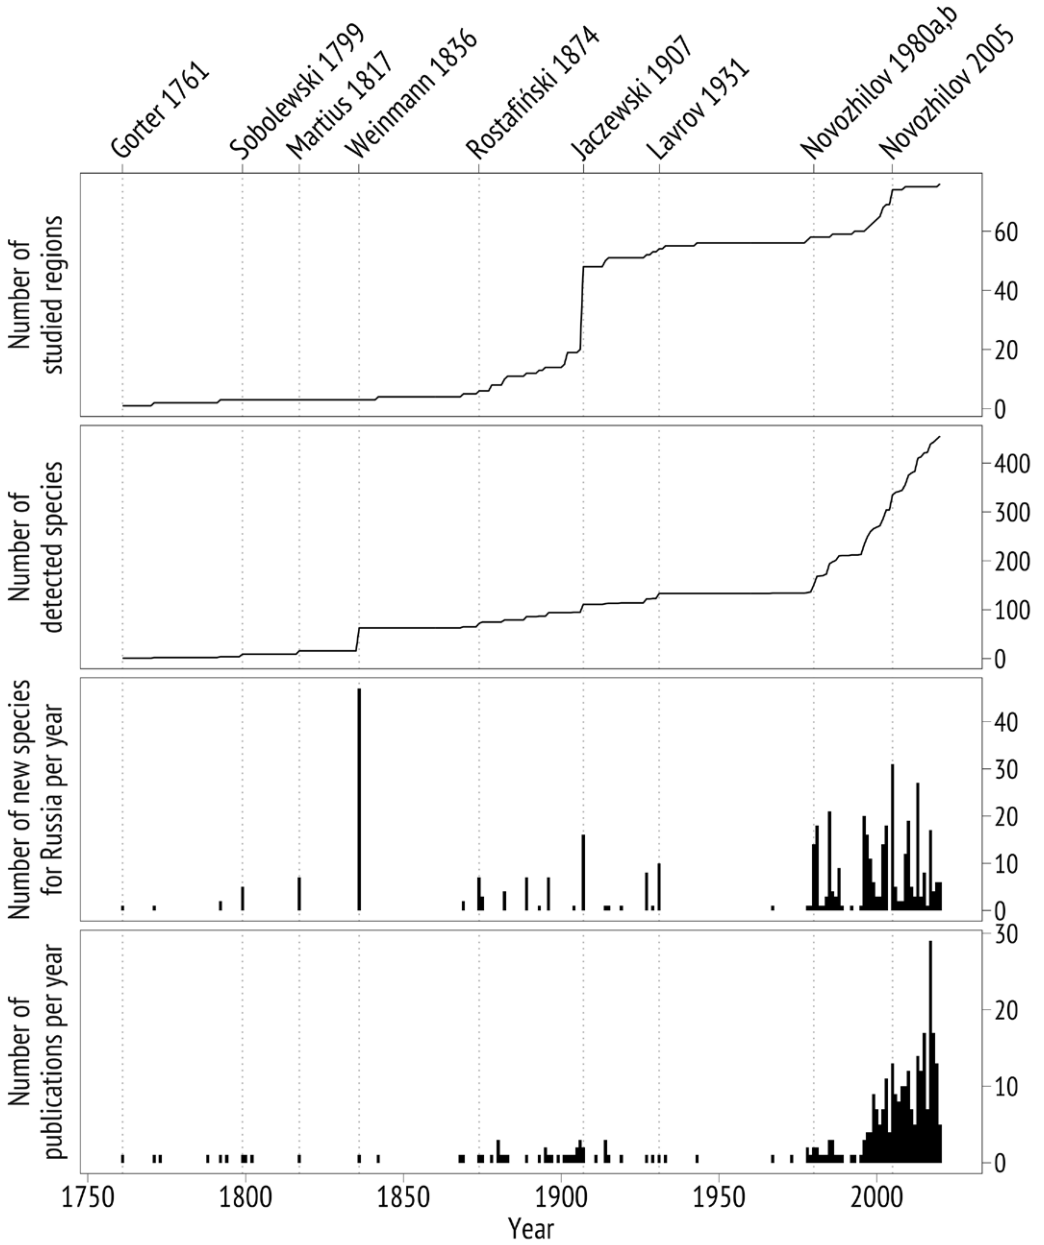 Gorter 1761
Sobolewski 1799
Martius 1817
Weinmann 1836
Rostafiński 1874
Jaczewski 1907
Lavrov 1931
Novozhilov 1980a,b
Novozhilov 2005
Number of
studied regions
60
40
20
0
Number of
detected species
400
300
200
100
0
Number of new species
for Russia per year
40
30
20
10
0
Number of
publications per year
30
20
10
0
1750
1800
1850
1900
1950
2000
Year